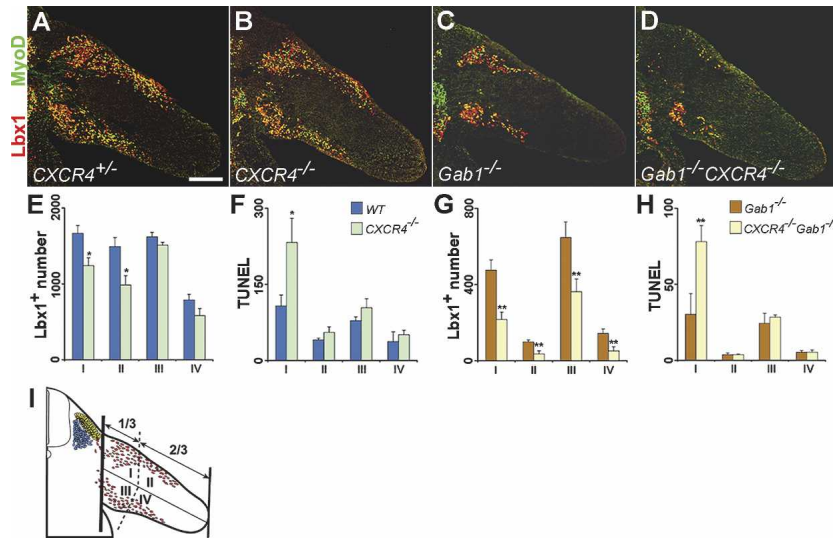 A
B
C
D
Lbx1 MyoD
CXCR4+/-
CXCR4-/-
Gab1-/-
Gab1-/-CXCR4-/-
E
Lbx1+ number
2000
1000
0
*
*
I
II
III
IV
F
TUNEL
300
150
0
*
WT
CXCR4-/-
I
II
III
IV
G
Lbx1+ number
800
400
0
**
**
**
**
I
II
III
IV
H
TUNEL
100
50
0
**
Gab1-/-
CXCR4-/-Gab1-/-
I
II
III
IV
I
1/3
2/3
I
II
III
IV